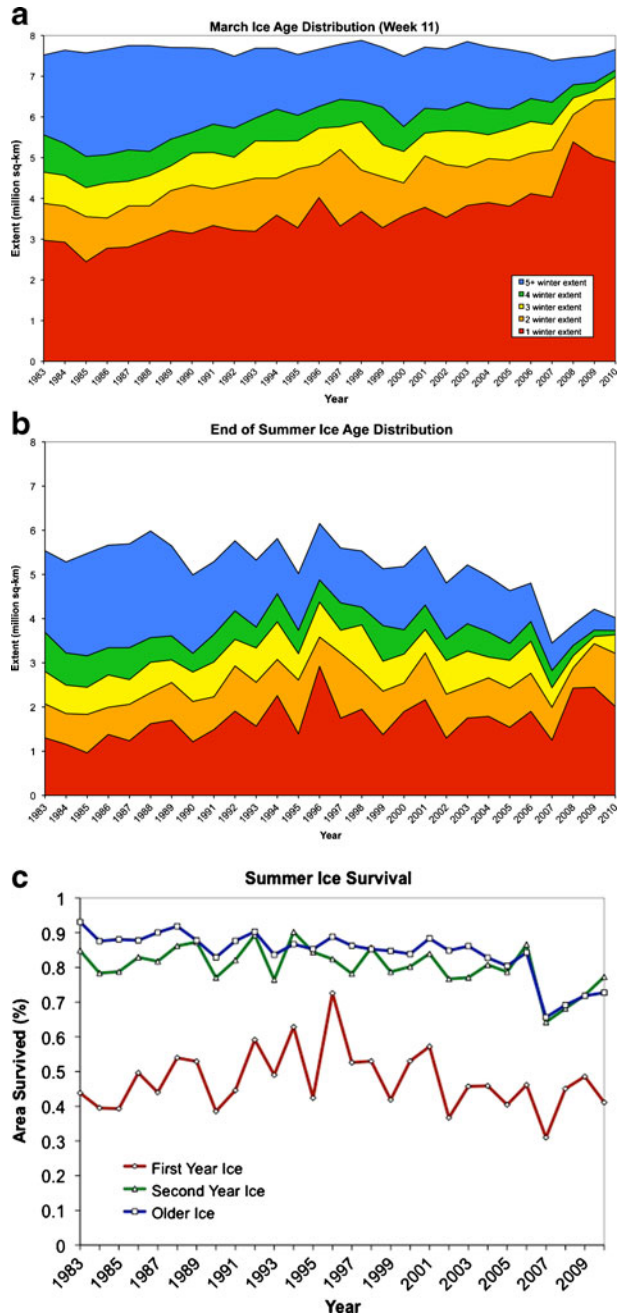 a
March Ice Age Distribution (Week 11)
8
7
6
5
4
3
2
1
0
Extent (million sq-km)
5+ winter extent
4 winter extent
3 winter extent
2 winter extent
1 winter extent
1983 1984 1985 1986 1987 1988 1989 1990 1991 1992 1993 1994 1995 1996 1997 1998 1999 2000 2001 2002 2003 2004 2005 2006 2007 2008 2009 2010
Year
b
End of Summer Ice Age Distribution
8
7
6
5
4
3
2
1
0
Extent (million sq-km)
1983 1984 1985 1986 1987 1988 1989 1990 1991 1992 1993 1994 1995 1996 1997 1998 1999 2000 2001 2002 2003 2004 2005 2006 2007 2008 2009 2010
Year
c
Summer Ice Survival
1
0.9
0.8
0.7
0.6
0.5
0.4
0.3
0.2
0.1
0
Area Survived (%)
First Year Ice
Second Year Ice
Older Ice
1983 1985 1987 1989 1991 1993 1995 1997 1999 2001 2003 2005 2007 2009
Year